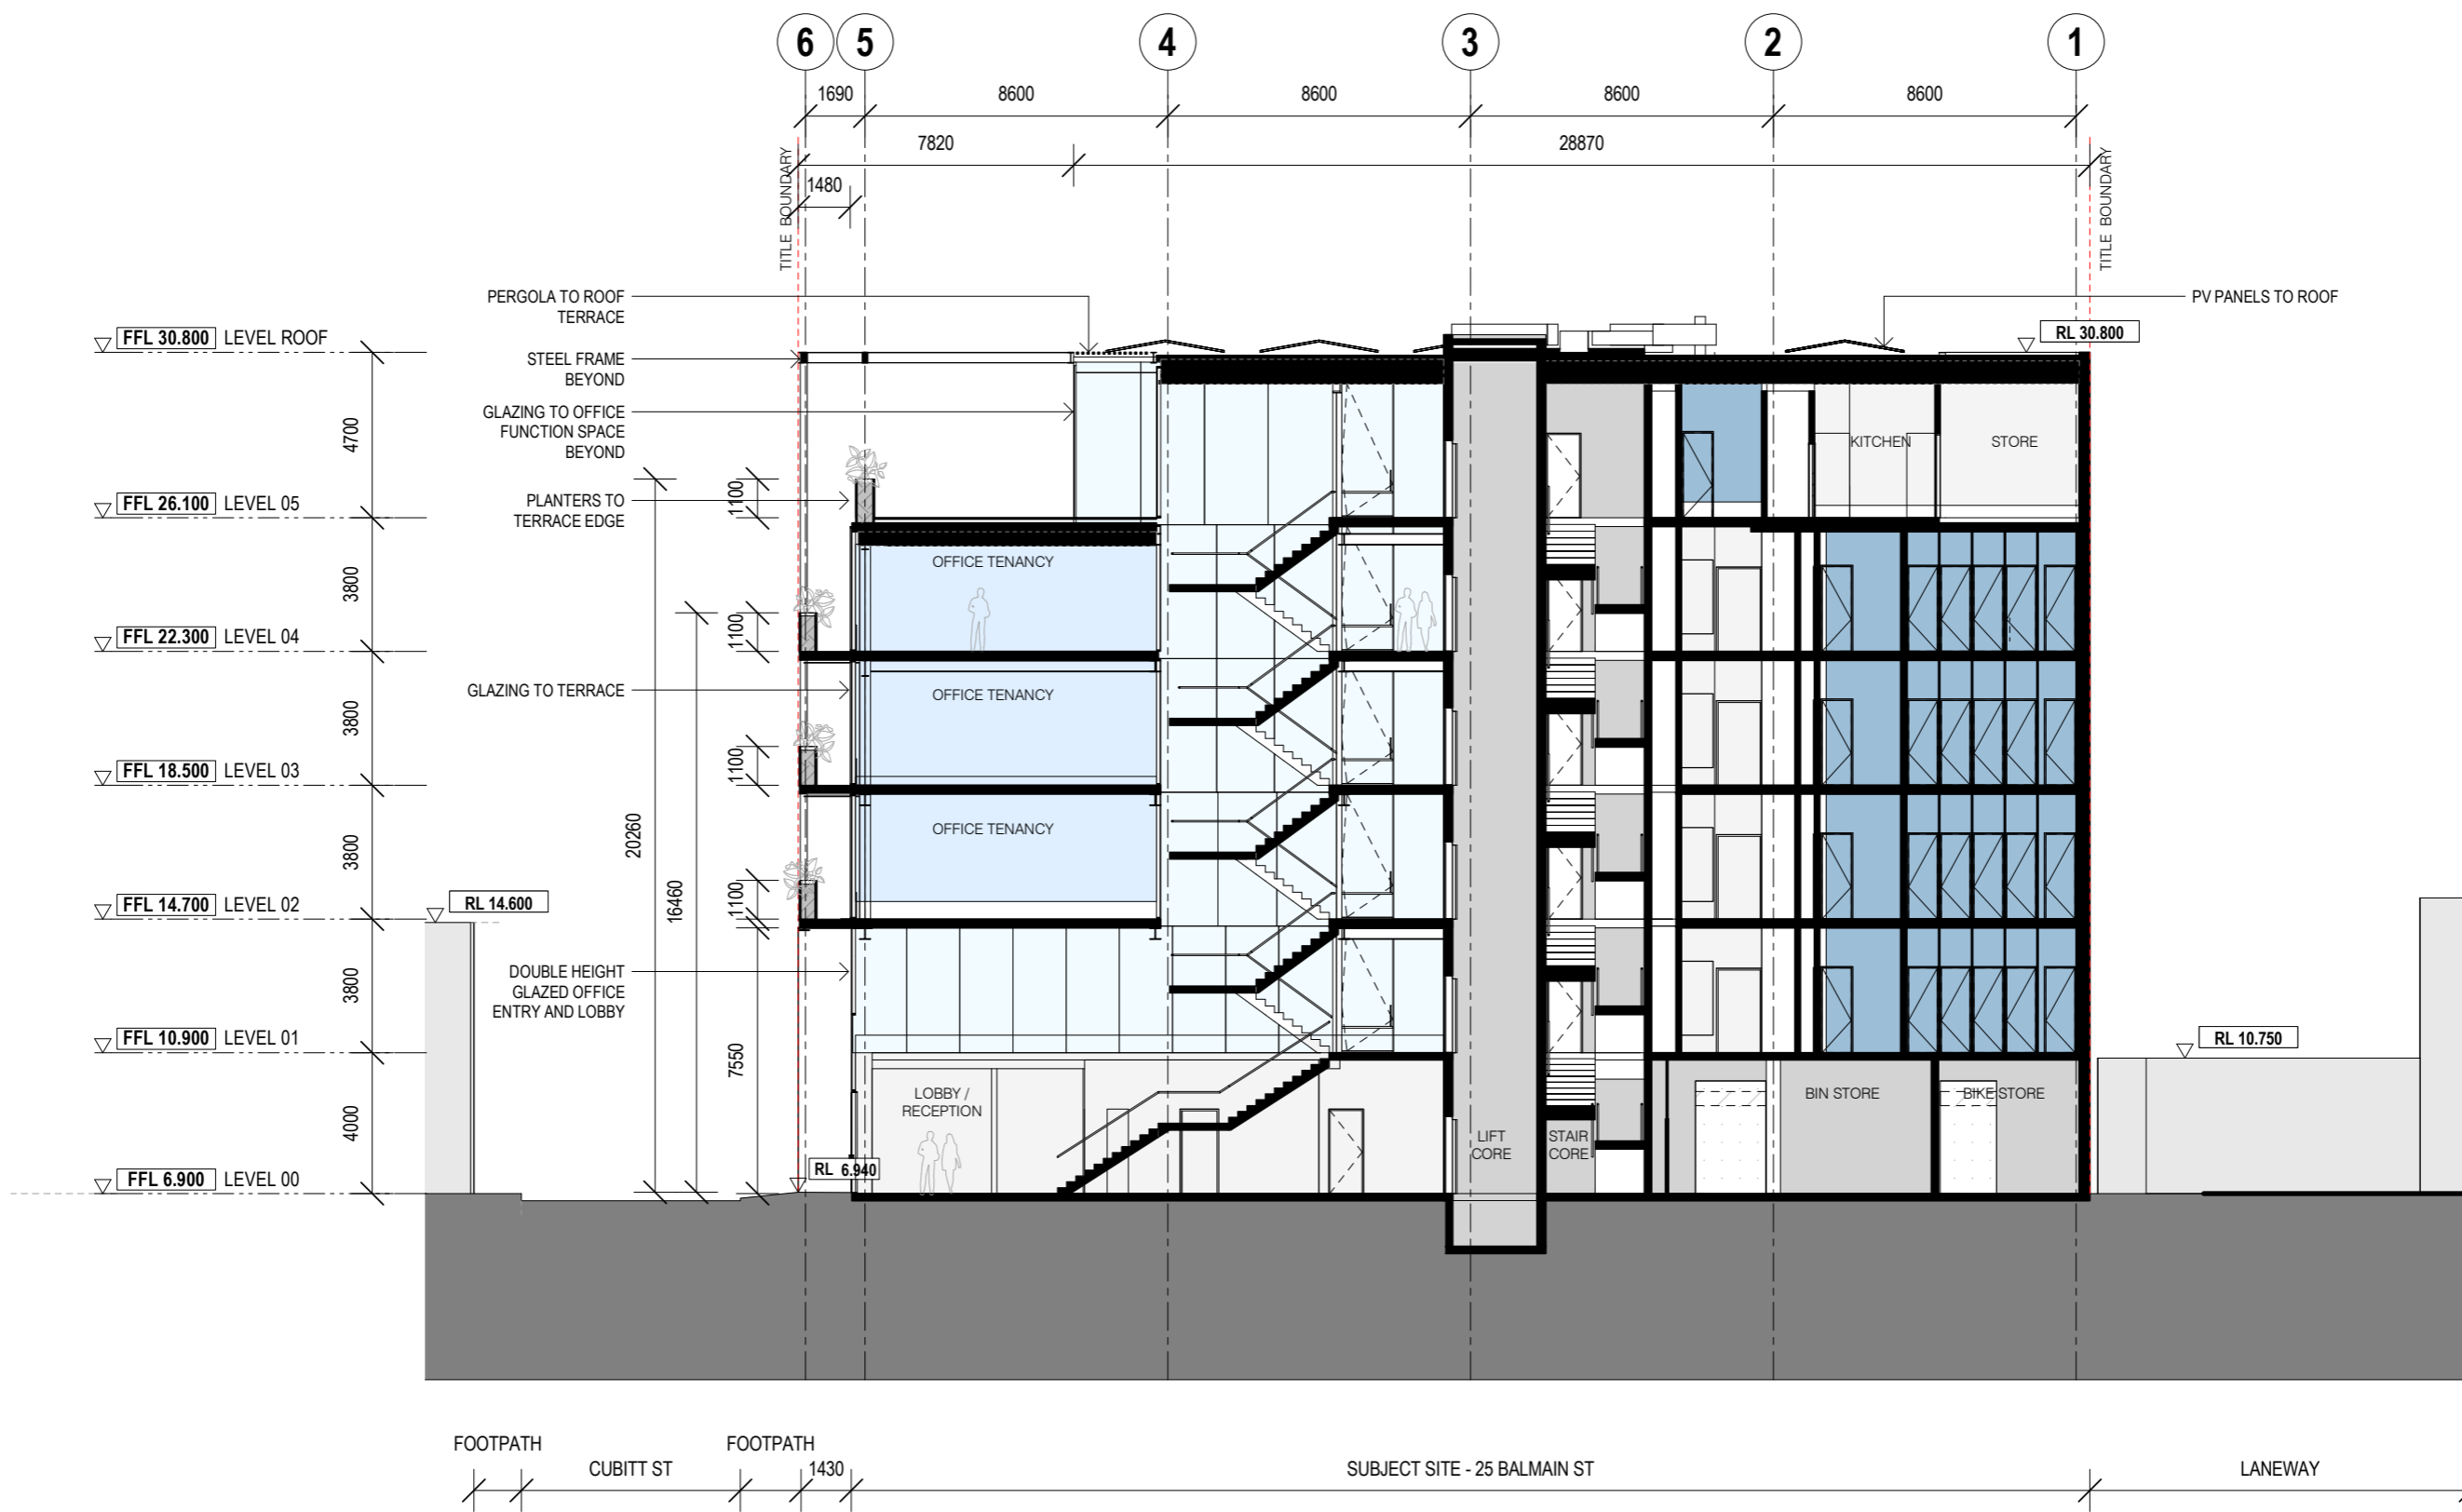 6 5 4 3 2 1
1690 8600 8600 8600 8600
7820 28870
1480
TITLE BOUNDARY
TITLE BOUNDARY
PERGOLA TO ROOF
TERRACE
PV PANELS TO ROOF
FFL 30.800 LEVEL ROOF
RL 30.800
STEEL FRAME
BEYOND
GLAZING TO OFFICE
FUNCTION SPACE
BEYOND
4700
KITCHEN STORE
FFL 26.100 LEVEL 05
PLANTERS TO
TERRACE EDGE
1100
OFFICE TENANCY
3800
FFL 22.300 LEVEL 04
1100
GLAZING TO TERRACE
OFFICE TENANCY
3800
FFL 18.500 LEVEL 03
1100
20260
OFFICE TENANCY
3800
16460
1100
FFL 14.700 LEVEL 02
RL 14.600
DOUBLE HEIGHT
GLAZED OFFICE
ENTRY AND LOBBY
3800
FFL 10.900 LEVEL 01
RL 10.750
7550
4000
LOBBY /
RECEPTION
BIN STORE BIKE STORE
LIFT
CORE
STAIR
CORE
FFL 6.900 LEVEL 00
RL 6.940
FOOTPATH FOOTPATH
CUBITT ST 1430 SUBJECT SITE - 25 BALMAIN ST LANEWAY